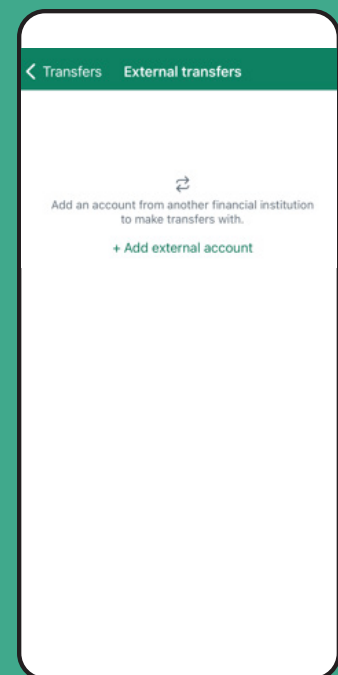 Transfers External transfers
Add an account from another financial institution
to make transfers with.
+ Add external account